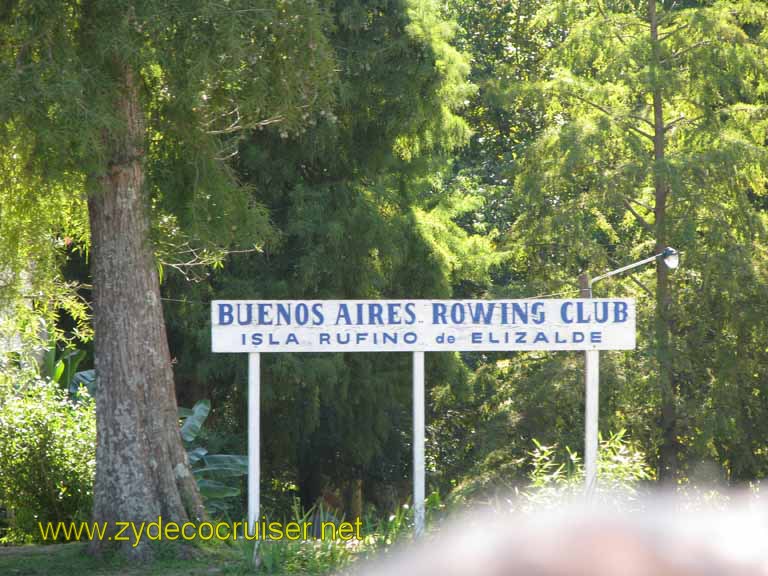 BUENOS AIRES ROWING CLUB
ISLA RUFINO de ELIZALDE
www.zydecocruiser.net